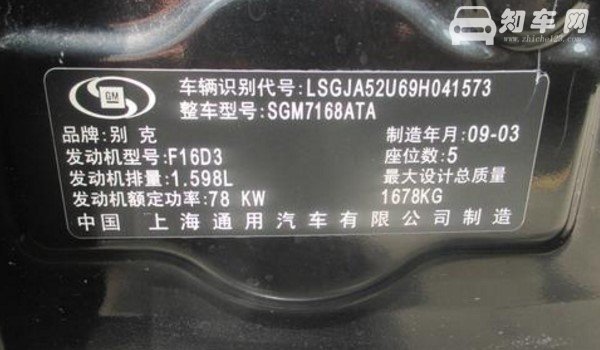 知车网
www.zhiche125.com
GM
车辆识别代号:LSGJA52U69H041573
整车型号:SGM7168ATA
品牌:别克 制造年月:09-03
发动机型号:F16D3 座位数:5
发动机排量:1.598L 最大设计总质量
发动机额定功率:78 KW 1678KG
中国 上海通用汽车有限公司制造